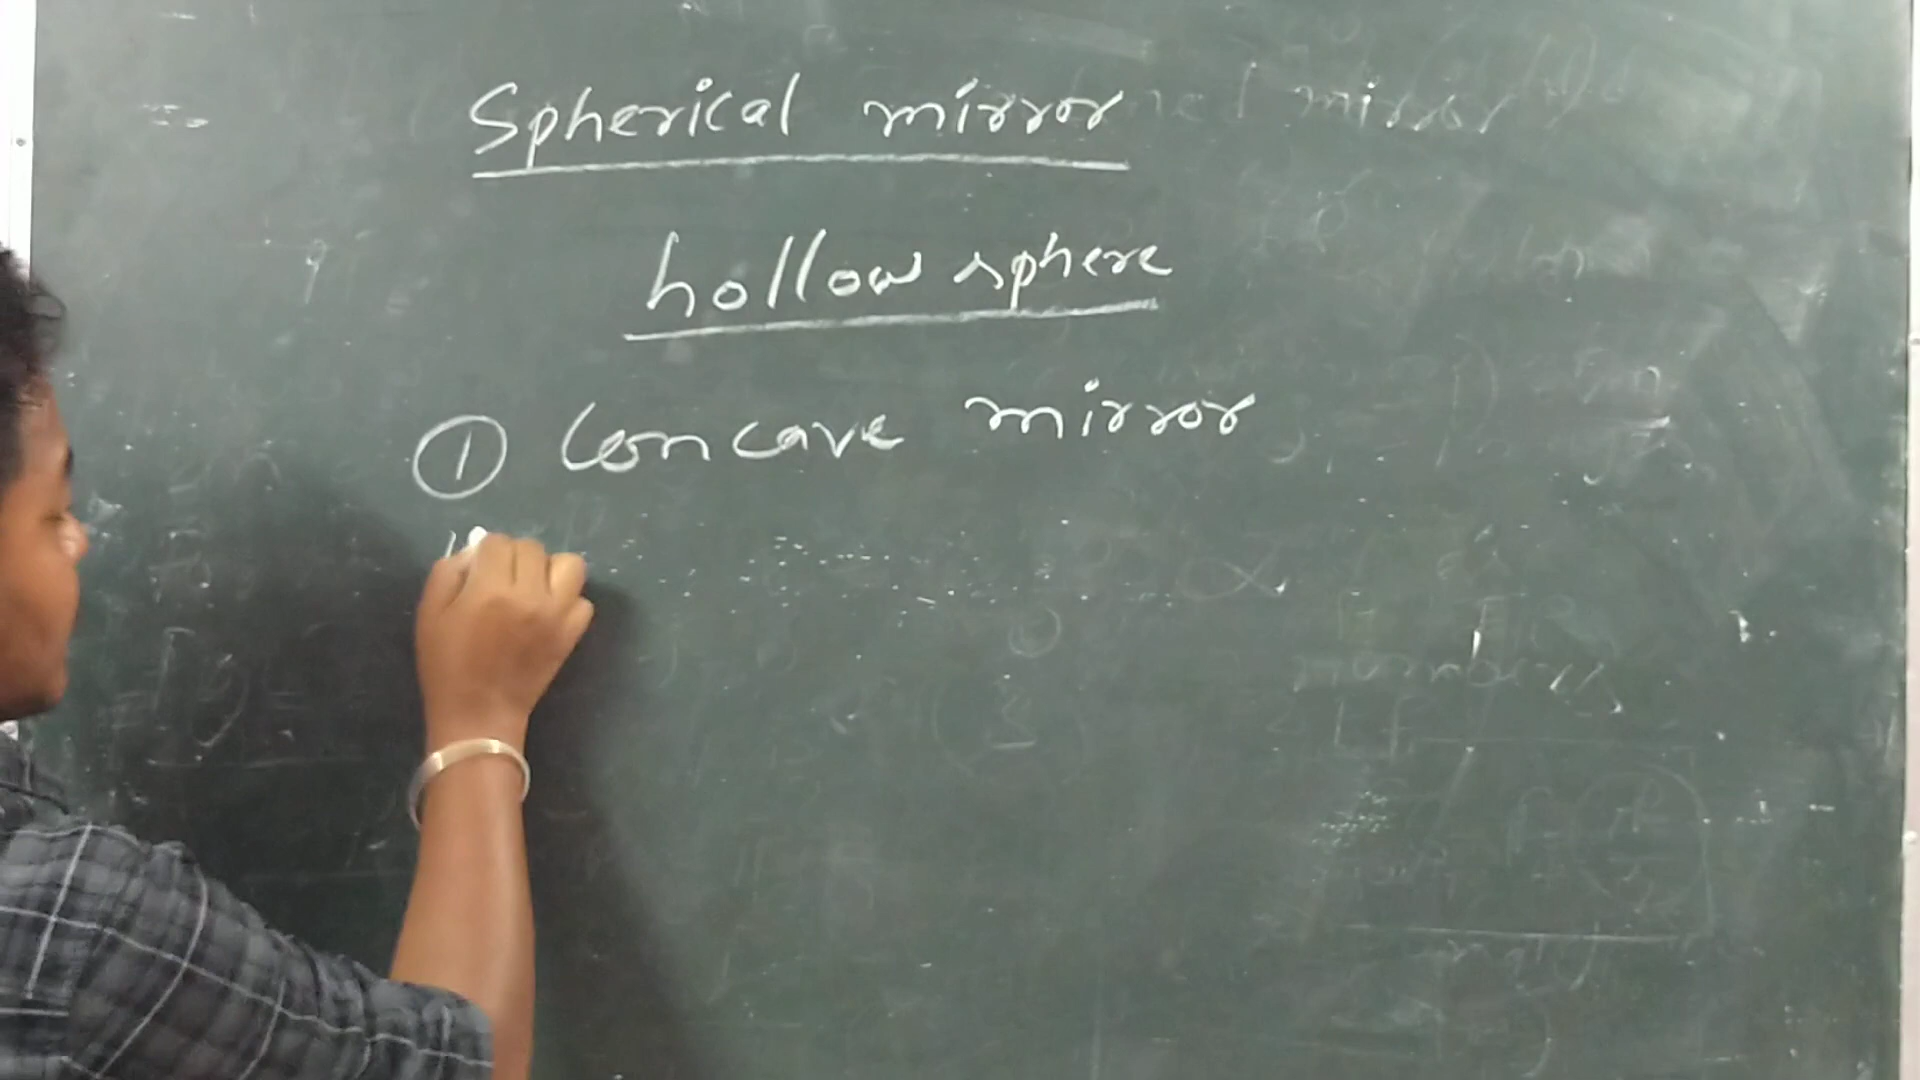 Spherical mirror
hollow sphere
① Concave mirror